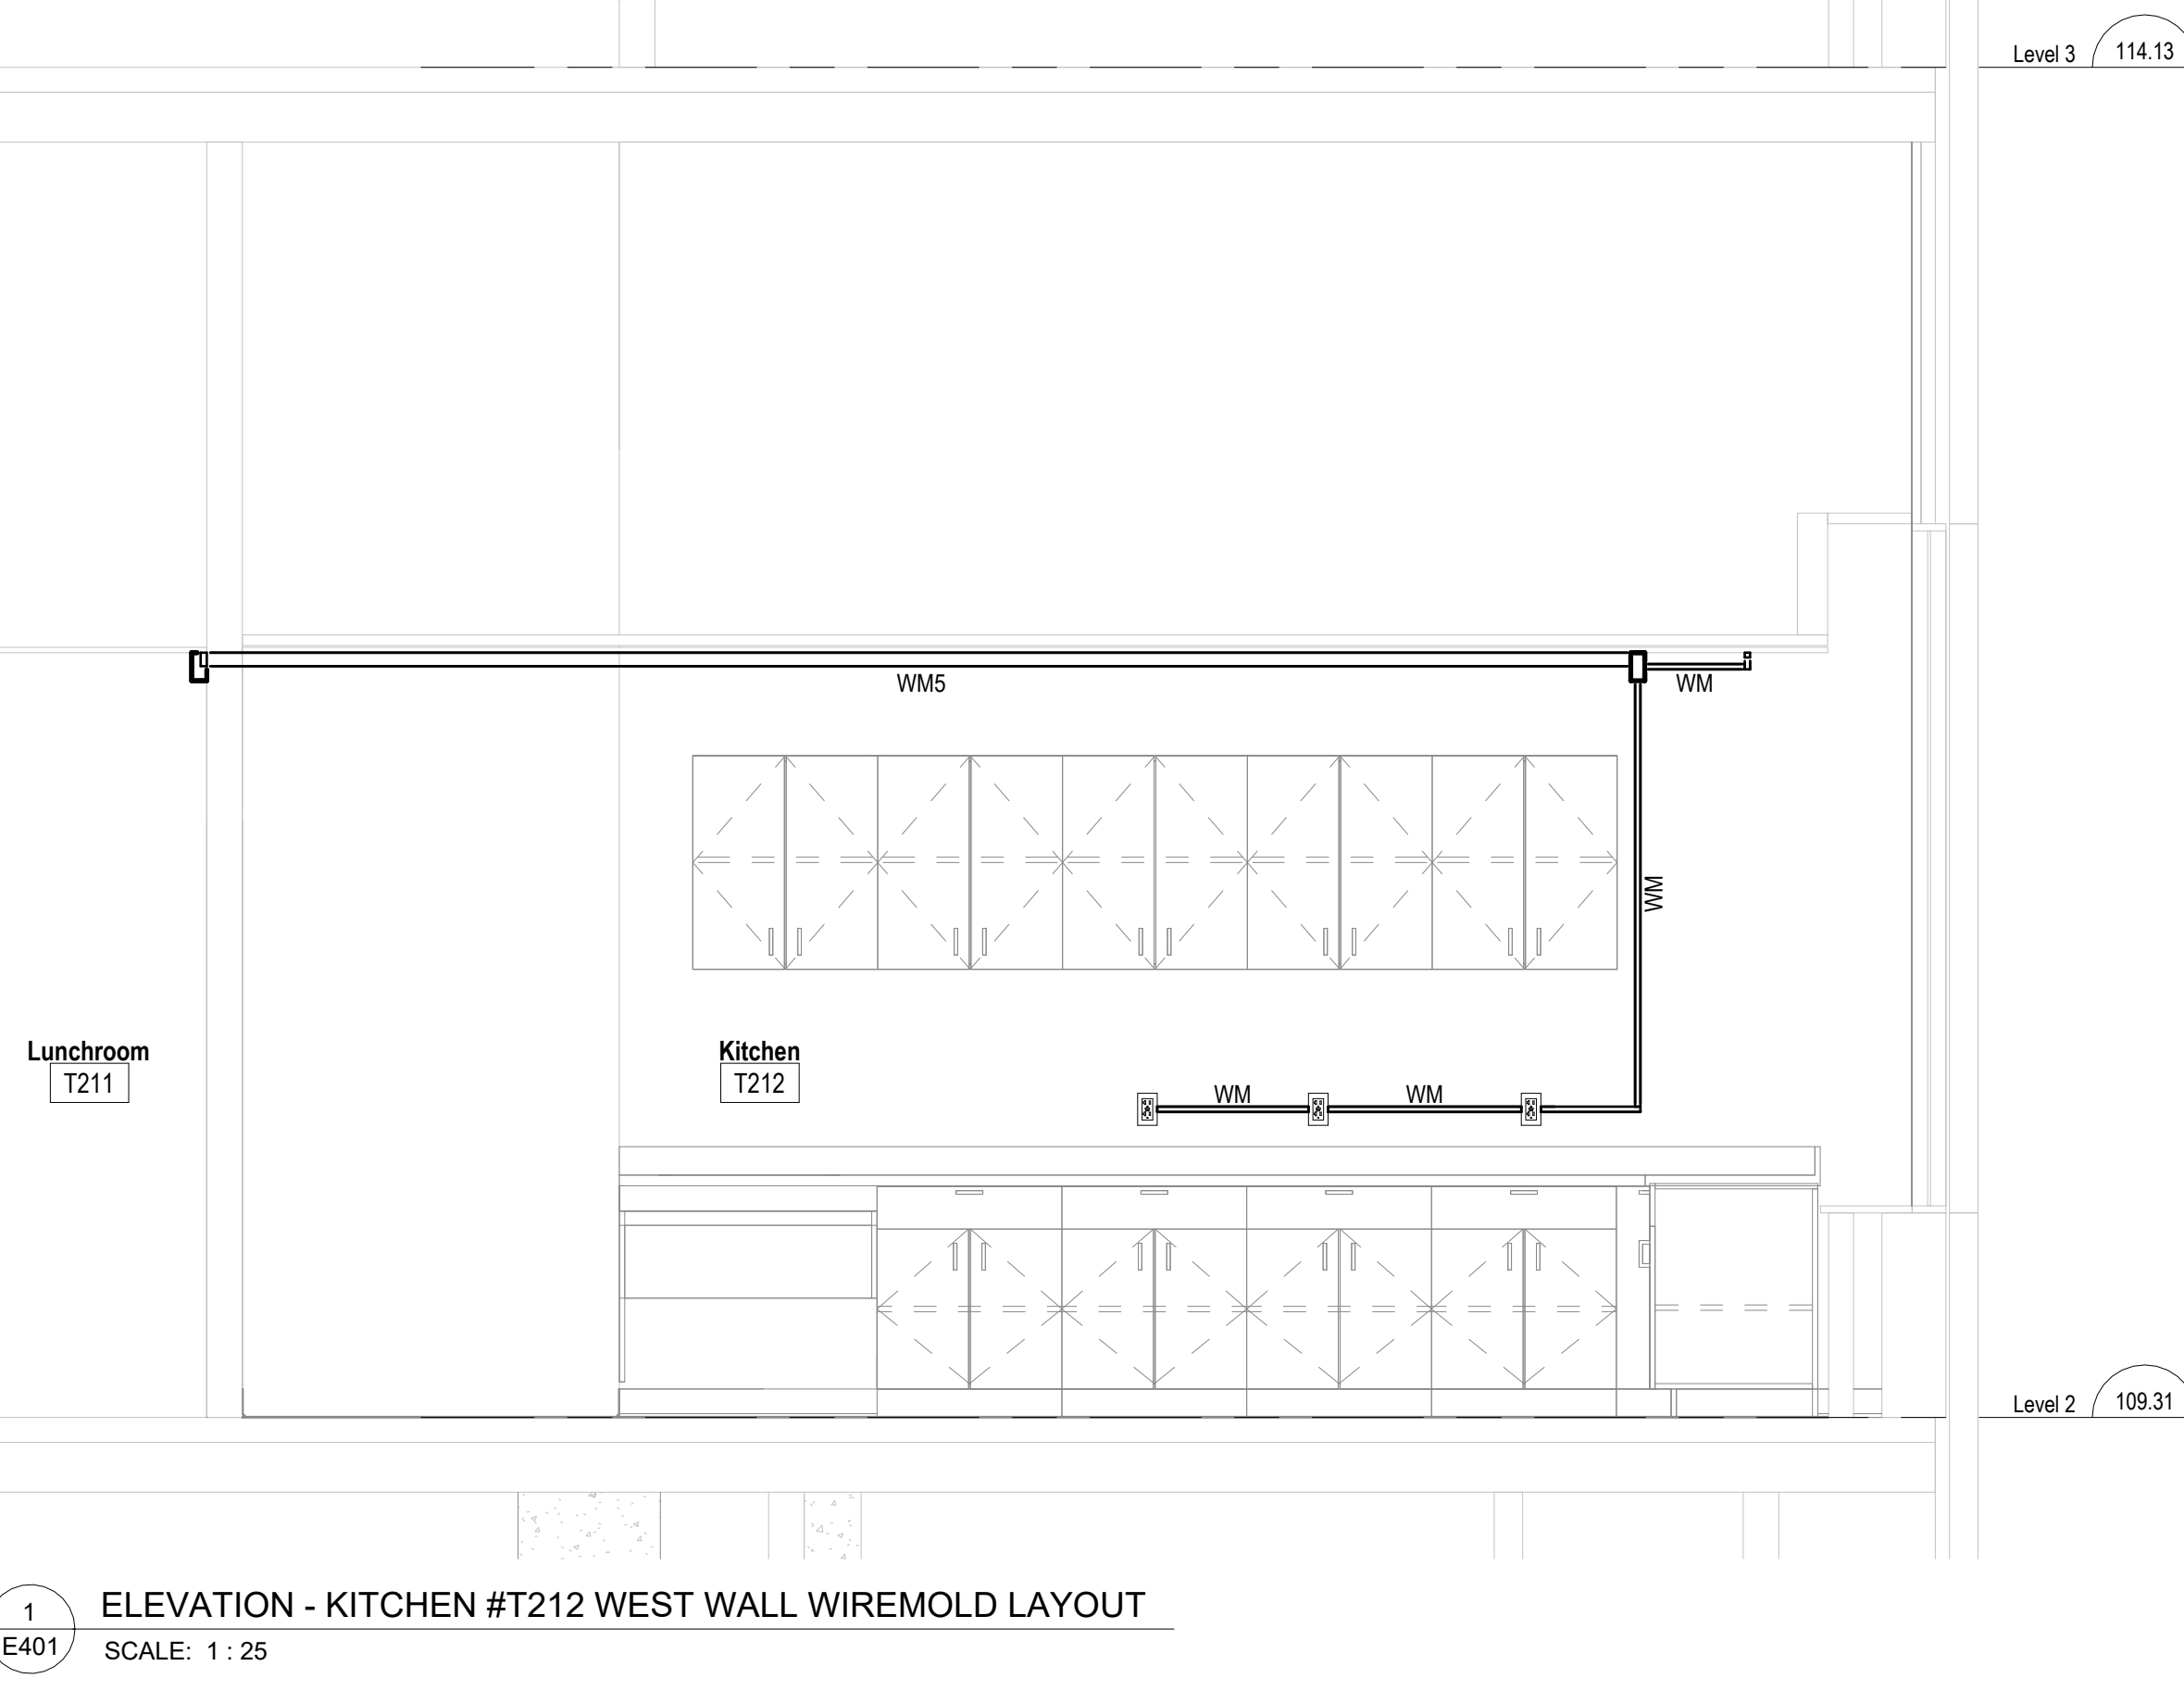 Level 3
114.13
WM5
WM
WM
Lunchroom
T211
Kitchen
T212
WM
WM
Level 2
109.31
1
E401
ELEVATION - KITCHEN #T212 WEST WALL WIREMOLD LAYOUT
SCALE: 1 : 25